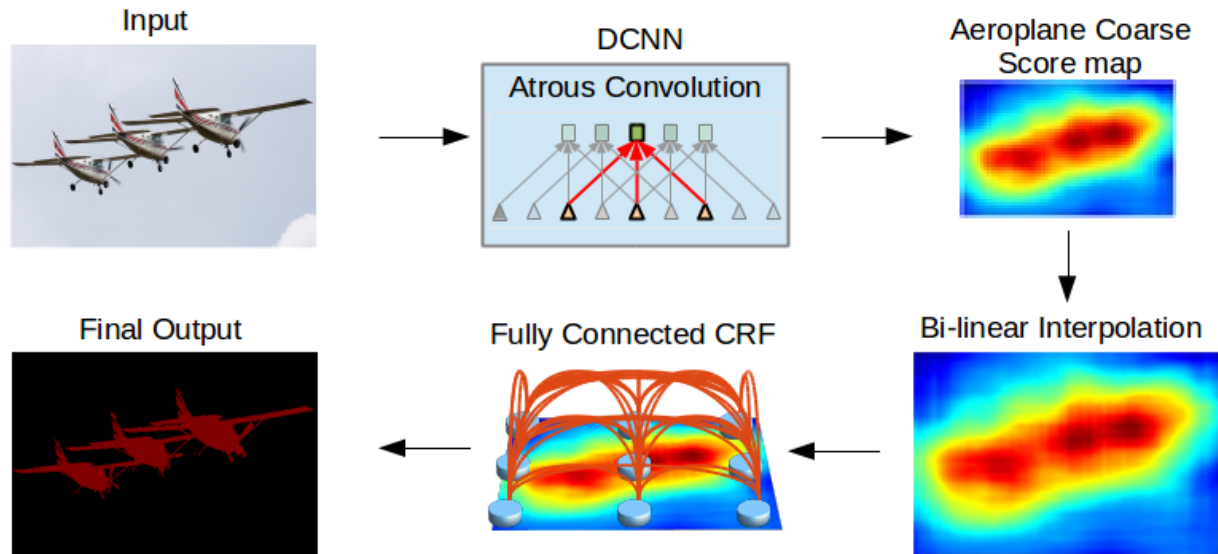 Input
DCNN
Atrous Convolution
Aeroplane Coarse
Score map
Final Output
Fully Connected CRF
Bi-linear Interpolation